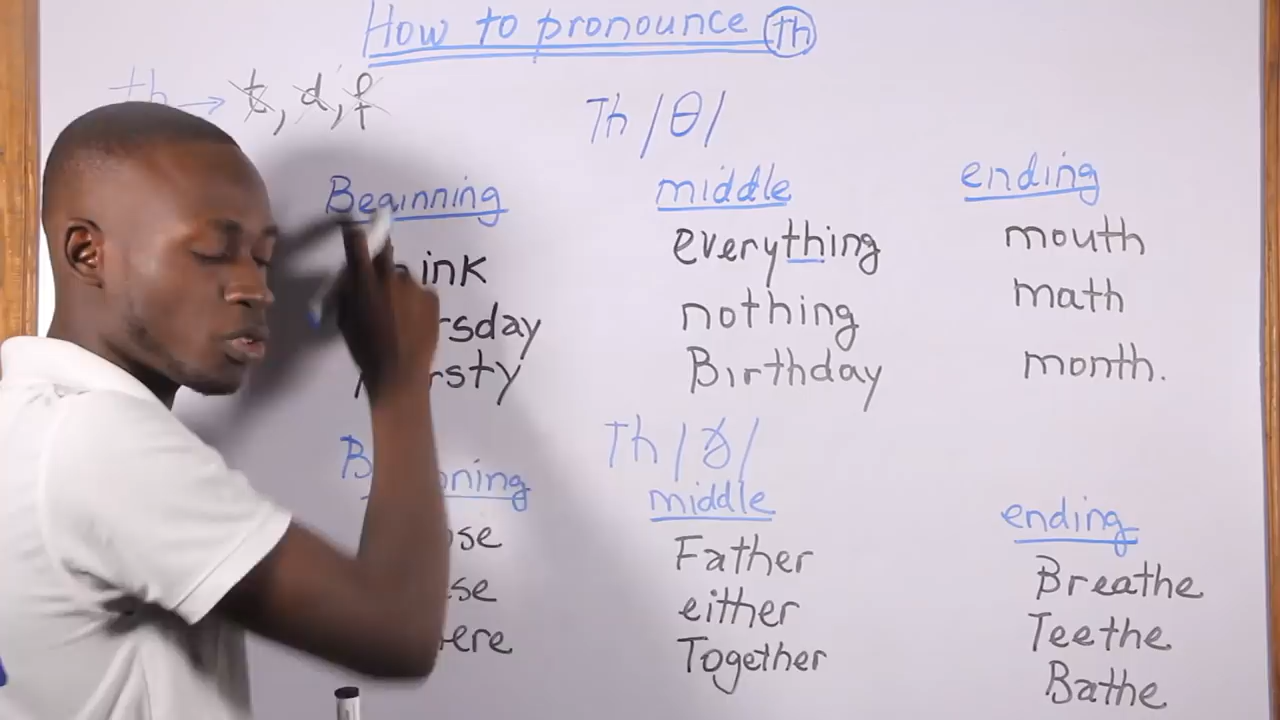 How to pronounce th
th → t, d, f
Th /θ/
Beginning middle ending
everything mouth
nothing math
Birthday month.
Th /ð/
middle ending
Father Breathe
either Teethe
Together Bathe